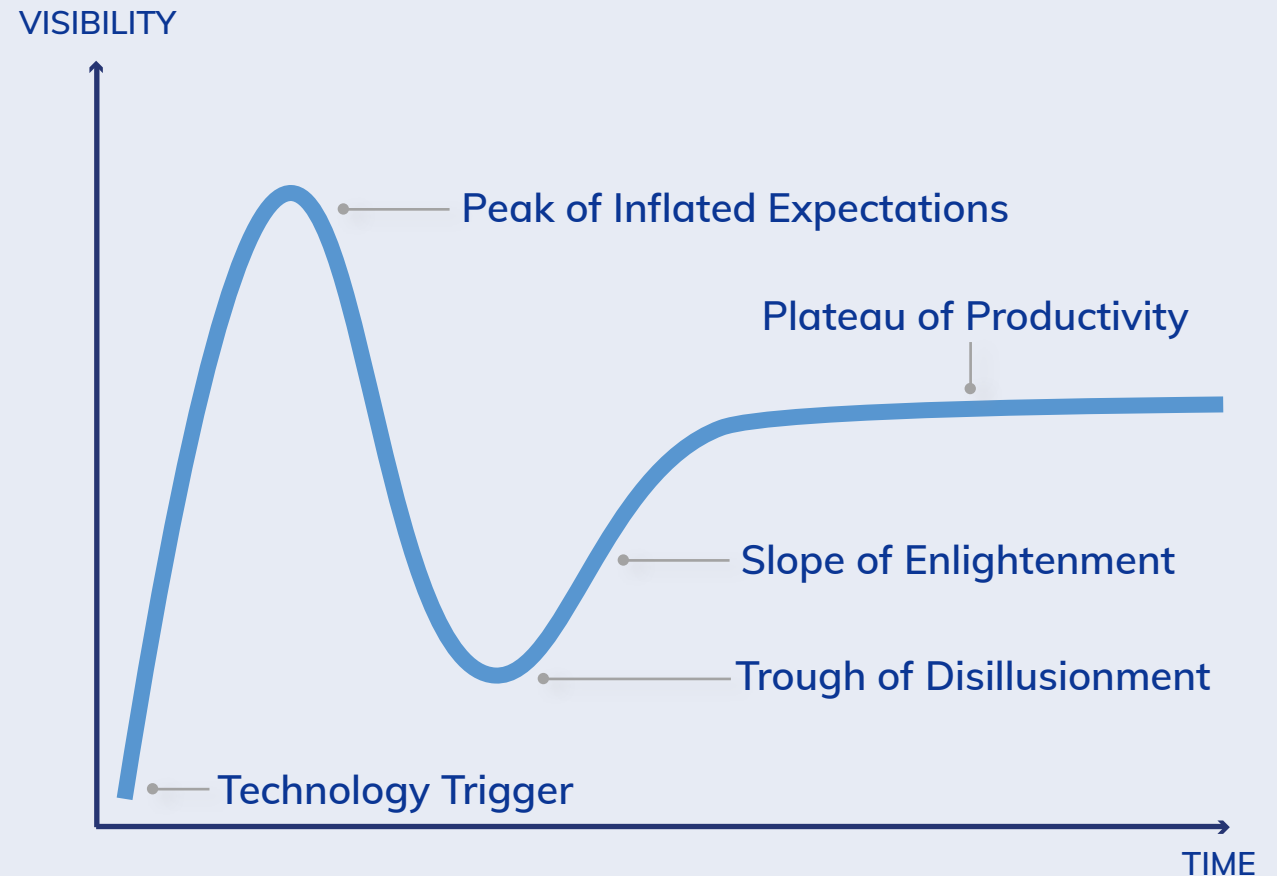 VISIBILITY
Peak of Inflated Expectations
Plateau of Productivity
Slope of Enlightenment
Trough of Disillusionment
Technology Trigger
TIME